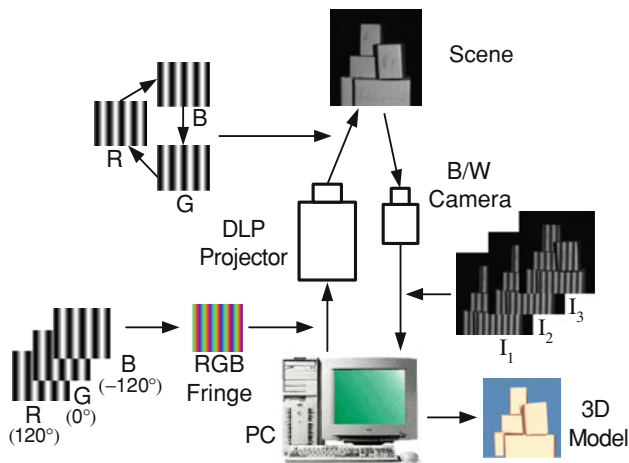 Scene
B
R
G
B/W
Camera
DLP
Projector
I₁
I₂
I₃
RGB
Fringe
B
(−120°)
G
(0°)
R
(120°)
PC
3D
Model